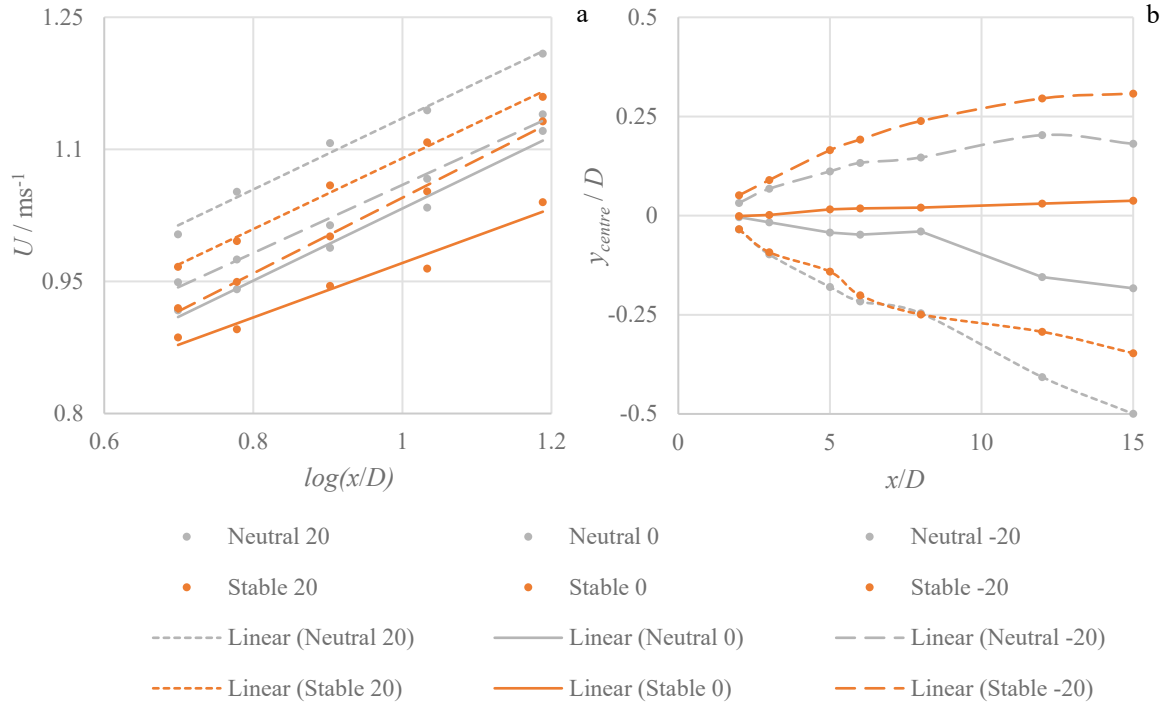 a
b
1.25
1.1
0.95
0.8
U / ms-1
0.6
0.8
1
1.2
log(x/D)
0.5
0.25
0
-0.25
-0.5
ycentre / D
0
5
10
15
x/D
Neutral 20
Neutral 0
Neutral -20
Stable 20
Stable 0
Stable -20
Linear (Neutral 20)
Linear (Neutral 0)
Linear (Neutral -20)
Linear (Stable 20)
Linear (Stable 0)
Linear (Stable -20)